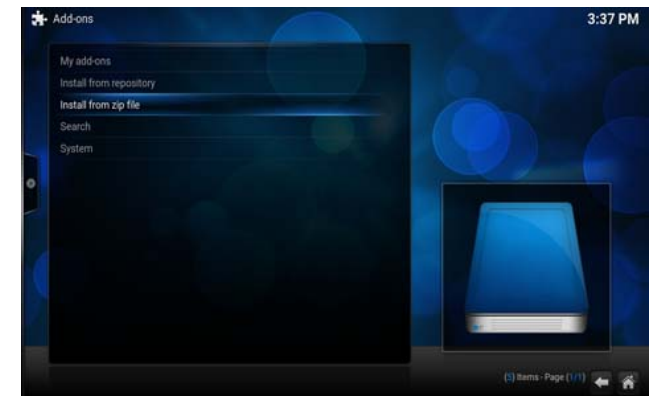 Add-ons
3:37 PM
My add-ons
Install from repository
Install from zip file
Search
System
(5) Items - Page (1/1)